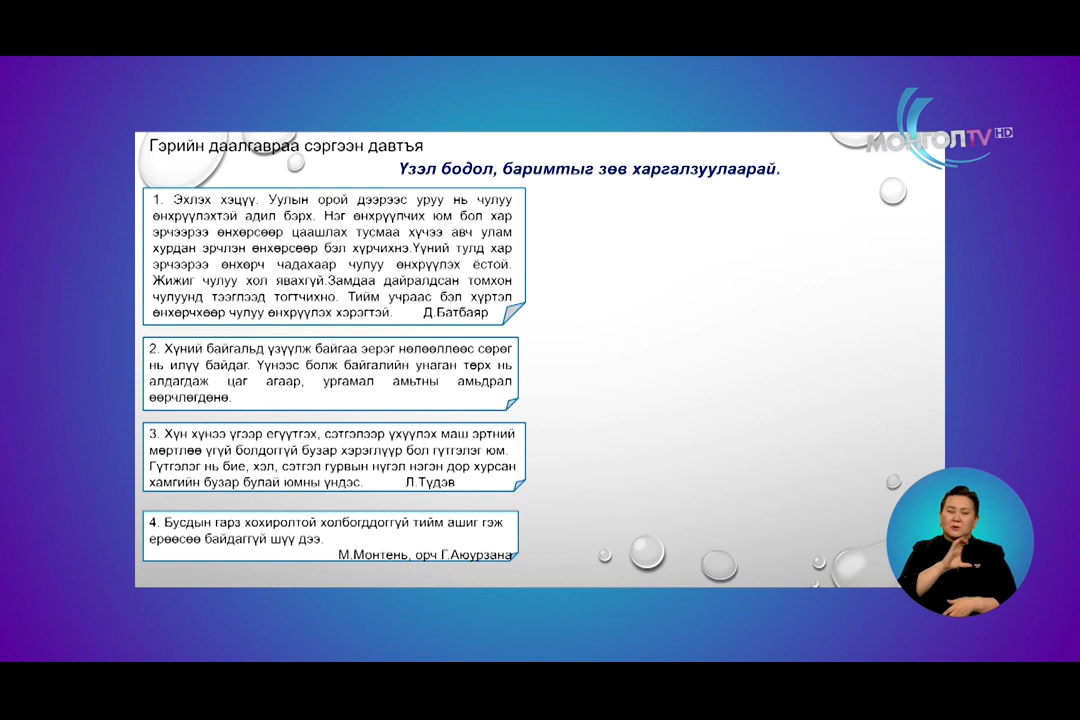 МОНГОЛTV HD
Гэрийн даалгавраа сэргээн давтъя
Үзэл бодол, баримтыг зөв харгалзуулаарай.
1. Эхлэх хэцүү. Уулын орой дээрээс уруу нь чулуу
өнхрүүлэхтэй адил бэрх. Нэг өнхрүүлчих юм бол хар
эрчээрээ өнхөрсөөр цаашлах тусмаа хүчээ авч улам
хурдан эрчлэн өнхөрсөөр бэл хүрчихнэ.Үүний тулд хар
эрчээрээ өнхөрч чадахаар чулуу өнхрүүлэх ёстой.
Жижиг чулуу хол явахгүй.Замдаа дайралдсан томхон
чулуунд тээглээд тогтчихно. Тийм учраас бэл хүртэл
өнхөрчхөөр чулуу өнхрүүлэх хэрэгтэй. Д.Батбаяр
2. Хүний байгальд үзүүлж байгаа эерэг нөлөөллөөс сөрөг
нь илүү байдаг. Үүнээс болж байгалийн унаган төрх нь
алдагдаж цаг агаар, ургамал амьтны амьдрал
өөрчлөгдөнө.
3. Хүн хүнээ үгээр егүүтгэх, сэтгэлээр үхүүлэх маш эртний
мөртлөө үгүй болдоггүй бузар хэрэглүүр бол гүтгэлэг юм.
Гүтгэлэг нь бие, хэл, сэтгэл гурвын нүгэл нэгэн дор хурсан
хамгийн бузар булай юмны үндэс. Л.Түдэв
4. Бусдын гарз хохиролтой холбогддоггүй тийм ашиг гэж
ерөөсөө байдаггүй шүү дээ.
М.Монтень, орч Г.Аюурзана